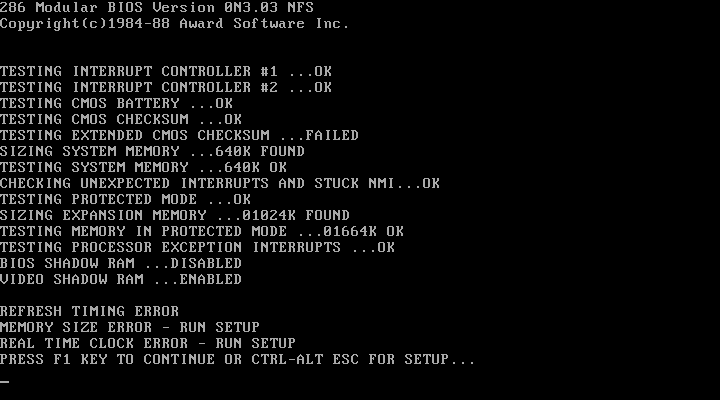 286 Modular BIOS Version 0N3.03 NFS
Copyright(c)1984-88 Award Software Inc.
TESTING INTERRUPT CONTROLLER #1 ...OK
TESTING INTERRUPT CONTROLLER #2 ...OK
TESTING CMOS BATTERY ...OK
TESTING CMOS CHECKSUM ...OK
TESTING EXTENDED CMOS CHECKSUM ...FAILED
SIZING SYSTEM MEMORY ...640K FOUND
TESTING SYSTEM MEMORY ...640K OK
CHECKING UNEXPECTED INTERRUPTS AND STUCK NMI...OK
TESTING PROTECTED MODE ...OK
SIZING EXPANSION MEMORY ...01024K FOUND
TESTING MEMORY IN PROTECTED MODE ...01664K OK
TESTING PROCESSOR EXCEPTION INTERRUPTS ...OK
BIOS SHADOW RAM ...DISABLED
VIDEO SHADOW RAM ...ENABLED
REFRESH TIMING ERROR
MEMORY SIZE ERROR - RUN SETUP
REAL TIME CLOCK ERROR - RUN SETUP
PRESS F1 KEY TO CONTINUE OR CTRL-ALT ESC FOR SETUP...
_